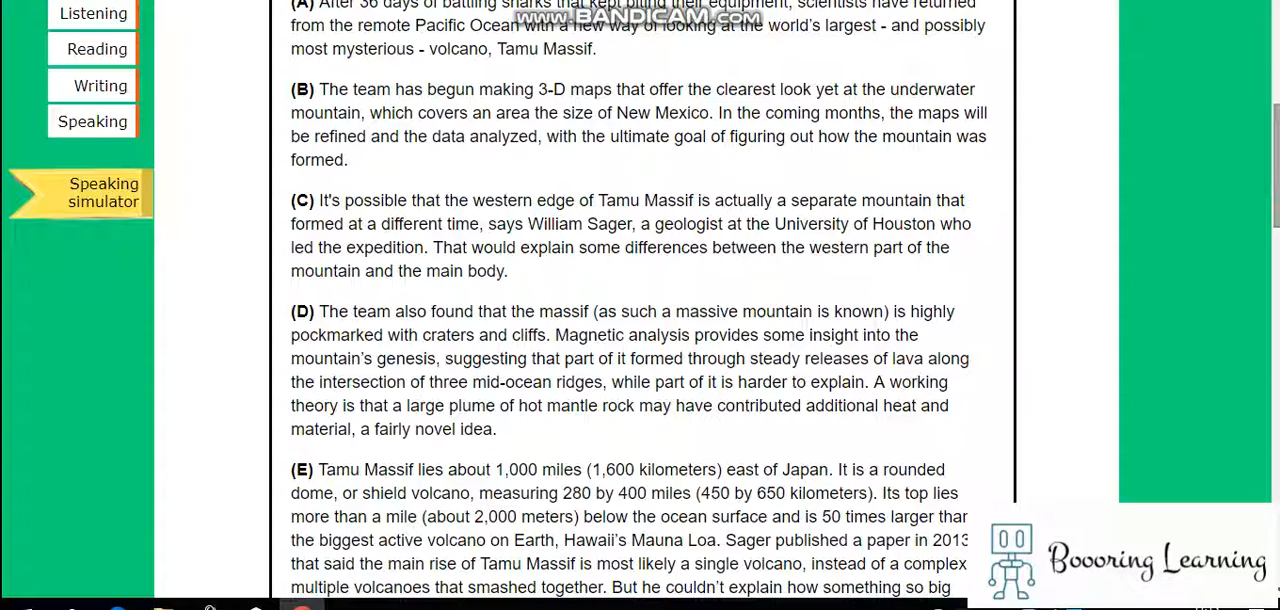 Listening
Reading
Writing
Speaking
Speaking
simulator
www.BANDICAM.com
(A) After 36 days of battling sharks that kept biting their equipment, scientists have returned
from the remote Pacific Ocean with a new way of looking at the world’s largest - and possibly
most mysterious - volcano, Tamu Massif.
(B) The team has begun making 3-D maps that offer the clearest look yet at the underwater
mountain, which covers an area the size of New Mexico. In the coming months, the maps will
be refined and the data analyzed, with the ultimate goal of figuring out how the mountain was
formed.
(C) It's possible that the western edge of Tamu Massif is actually a separate mountain that
formed at a different time, says William Sager, a geologist at the University of Houston who
led the expedition. That would explain some differences between the western part of the
mountain and the main body.
(D) The team also found that the massif (as such a massive mountain is known) is highly
pockmarked with craters and cliffs. Magnetic analysis provides some insight into the
mountain’s genesis, suggesting that part of it formed through steady releases of lava along
the intersection of three mid-ocean ridges, while part of it is harder to explain. A working
theory is that a large plume of hot mantle rock may have contributed additional heat and
material, a fairly novel idea.
(E) Tamu Massif lies about 1,000 miles (1,600 kilometers) east of Japan. It is a rounded
dome, or shield volcano, measuring 280 by 400 miles (450 by 650 kilometers). Its top lies
more than a mile (about 2,000 meters) below the ocean surface and is 50 times larger than
the biggest active volcano on Earth, Hawaii’s Mauna Loa. Sager published a paper in 2013
that said the main rise of Tamu Massif is most likely a single volcano, instead of a complex
multiple volcanoes that smashed together. But he couldn’t explain how something so big
Boooring Learning